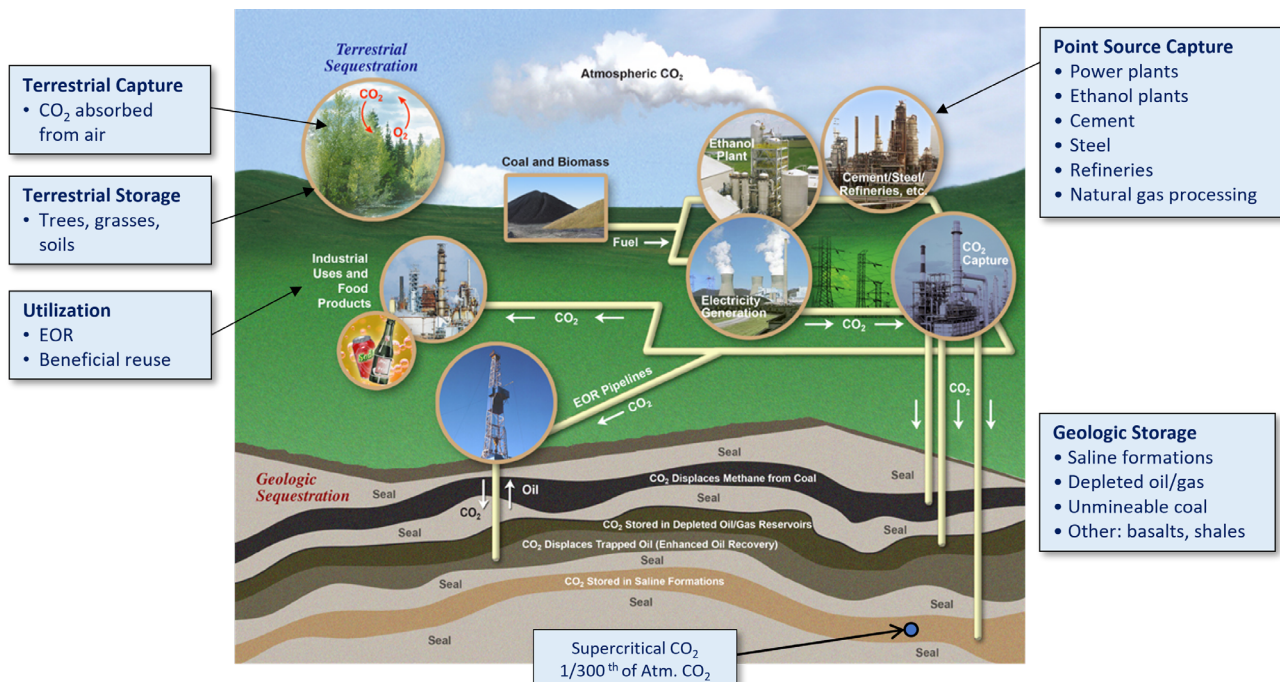 Terrestrial Capture
• CO₂ absorbed
from air
Terrestrial Storage
• Trees, grasses,
soils
Utilization
• EOR
• Beneficial reuse
Terrestrial
Sequestration
CO₂
O₂
Atmospheric CO₂
Coal and Biomass
Fuel
Ethanol
Plant
Cement/Steel/
Refineries, etc.
Electricity
Generation
CO₂
CO₂
Capture
Industrial
Uses and
Food
Products
CO₂
EOR Pipelines
CO₂
CO₂
Point Source Capture
• Power plants
• Ethanol plants
• Cement
• Steel
• Refineries
• Natural gas processing
Geologic
Sequestration
Seal
Seal
Seal
CO₂ Displaces Methane from Coal
Seal
Seal
Oil
CO₂
Seal
Seal
CO₂ Stored in Depleted Oil/Gas Reservoirs
CO₂ Displaces Trapped Oil (Enhanced Oil Recovery)
Seal
Seal
CO₂ Stored in Saline Formations
Seal
Seal
Seal
Seal
Geologic Storage
• Saline formations
• Depleted oil/gas
• Unmineable coal
• Other: basalts, shales
Supercritical CO₂
1/300 th of Atm. CO₂